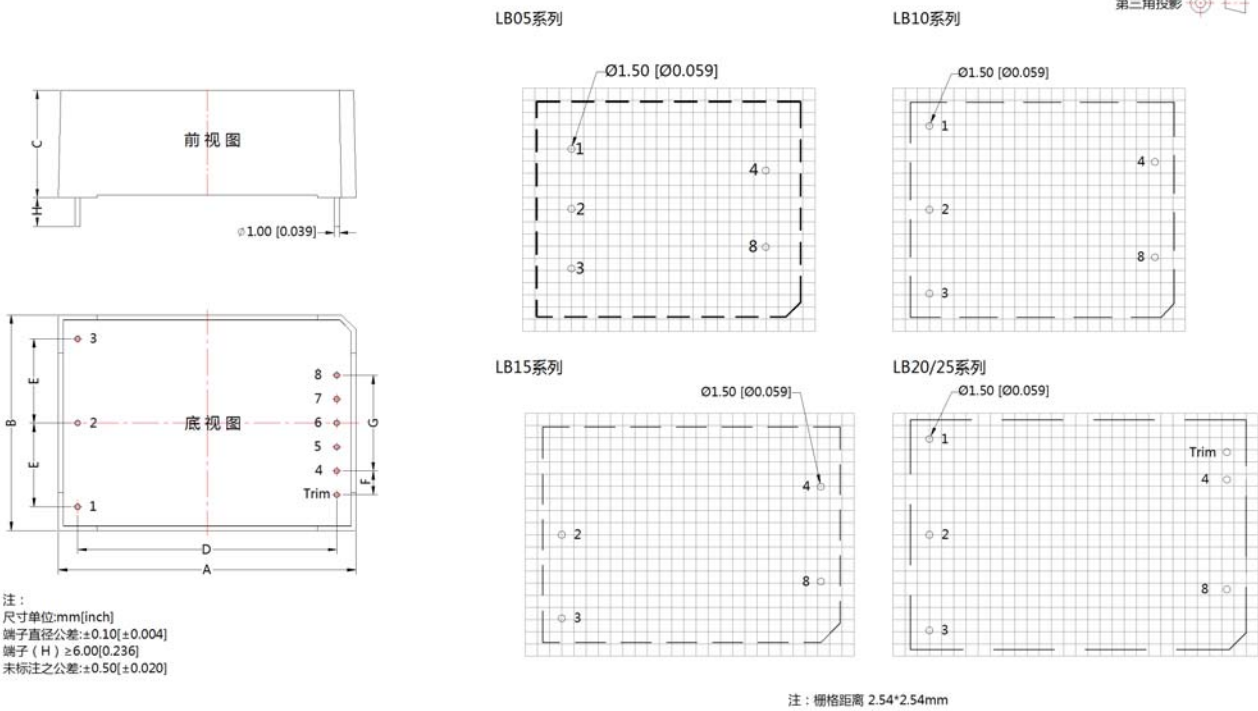 第三角投影
LB05系列
LB10系列
Ø1.50 [Ø0.059]
1
2
3
4
8
Ø1.50 [Ø0.059]
1
2
3
4
8
C
H
前视图
Ø1.00 [0.039]
LB15系列
Ø1.50 [Ø0.059]
4
2
8
3
LB20/25系列
Ø1.50 [Ø0.059]
1
Trim
4
2
8
3
3
8
7
2
底视图
6
5
4
1
Trim
B
E
E
G
F
D
A
注：
尺寸单位:mm[inch]
端子直径公差:±0.10[±0.004]
端子（H）≥6.00[0.236]
未标注之公差:±0.50[±0.020]
注：栅格距离 2.54*2.54mm